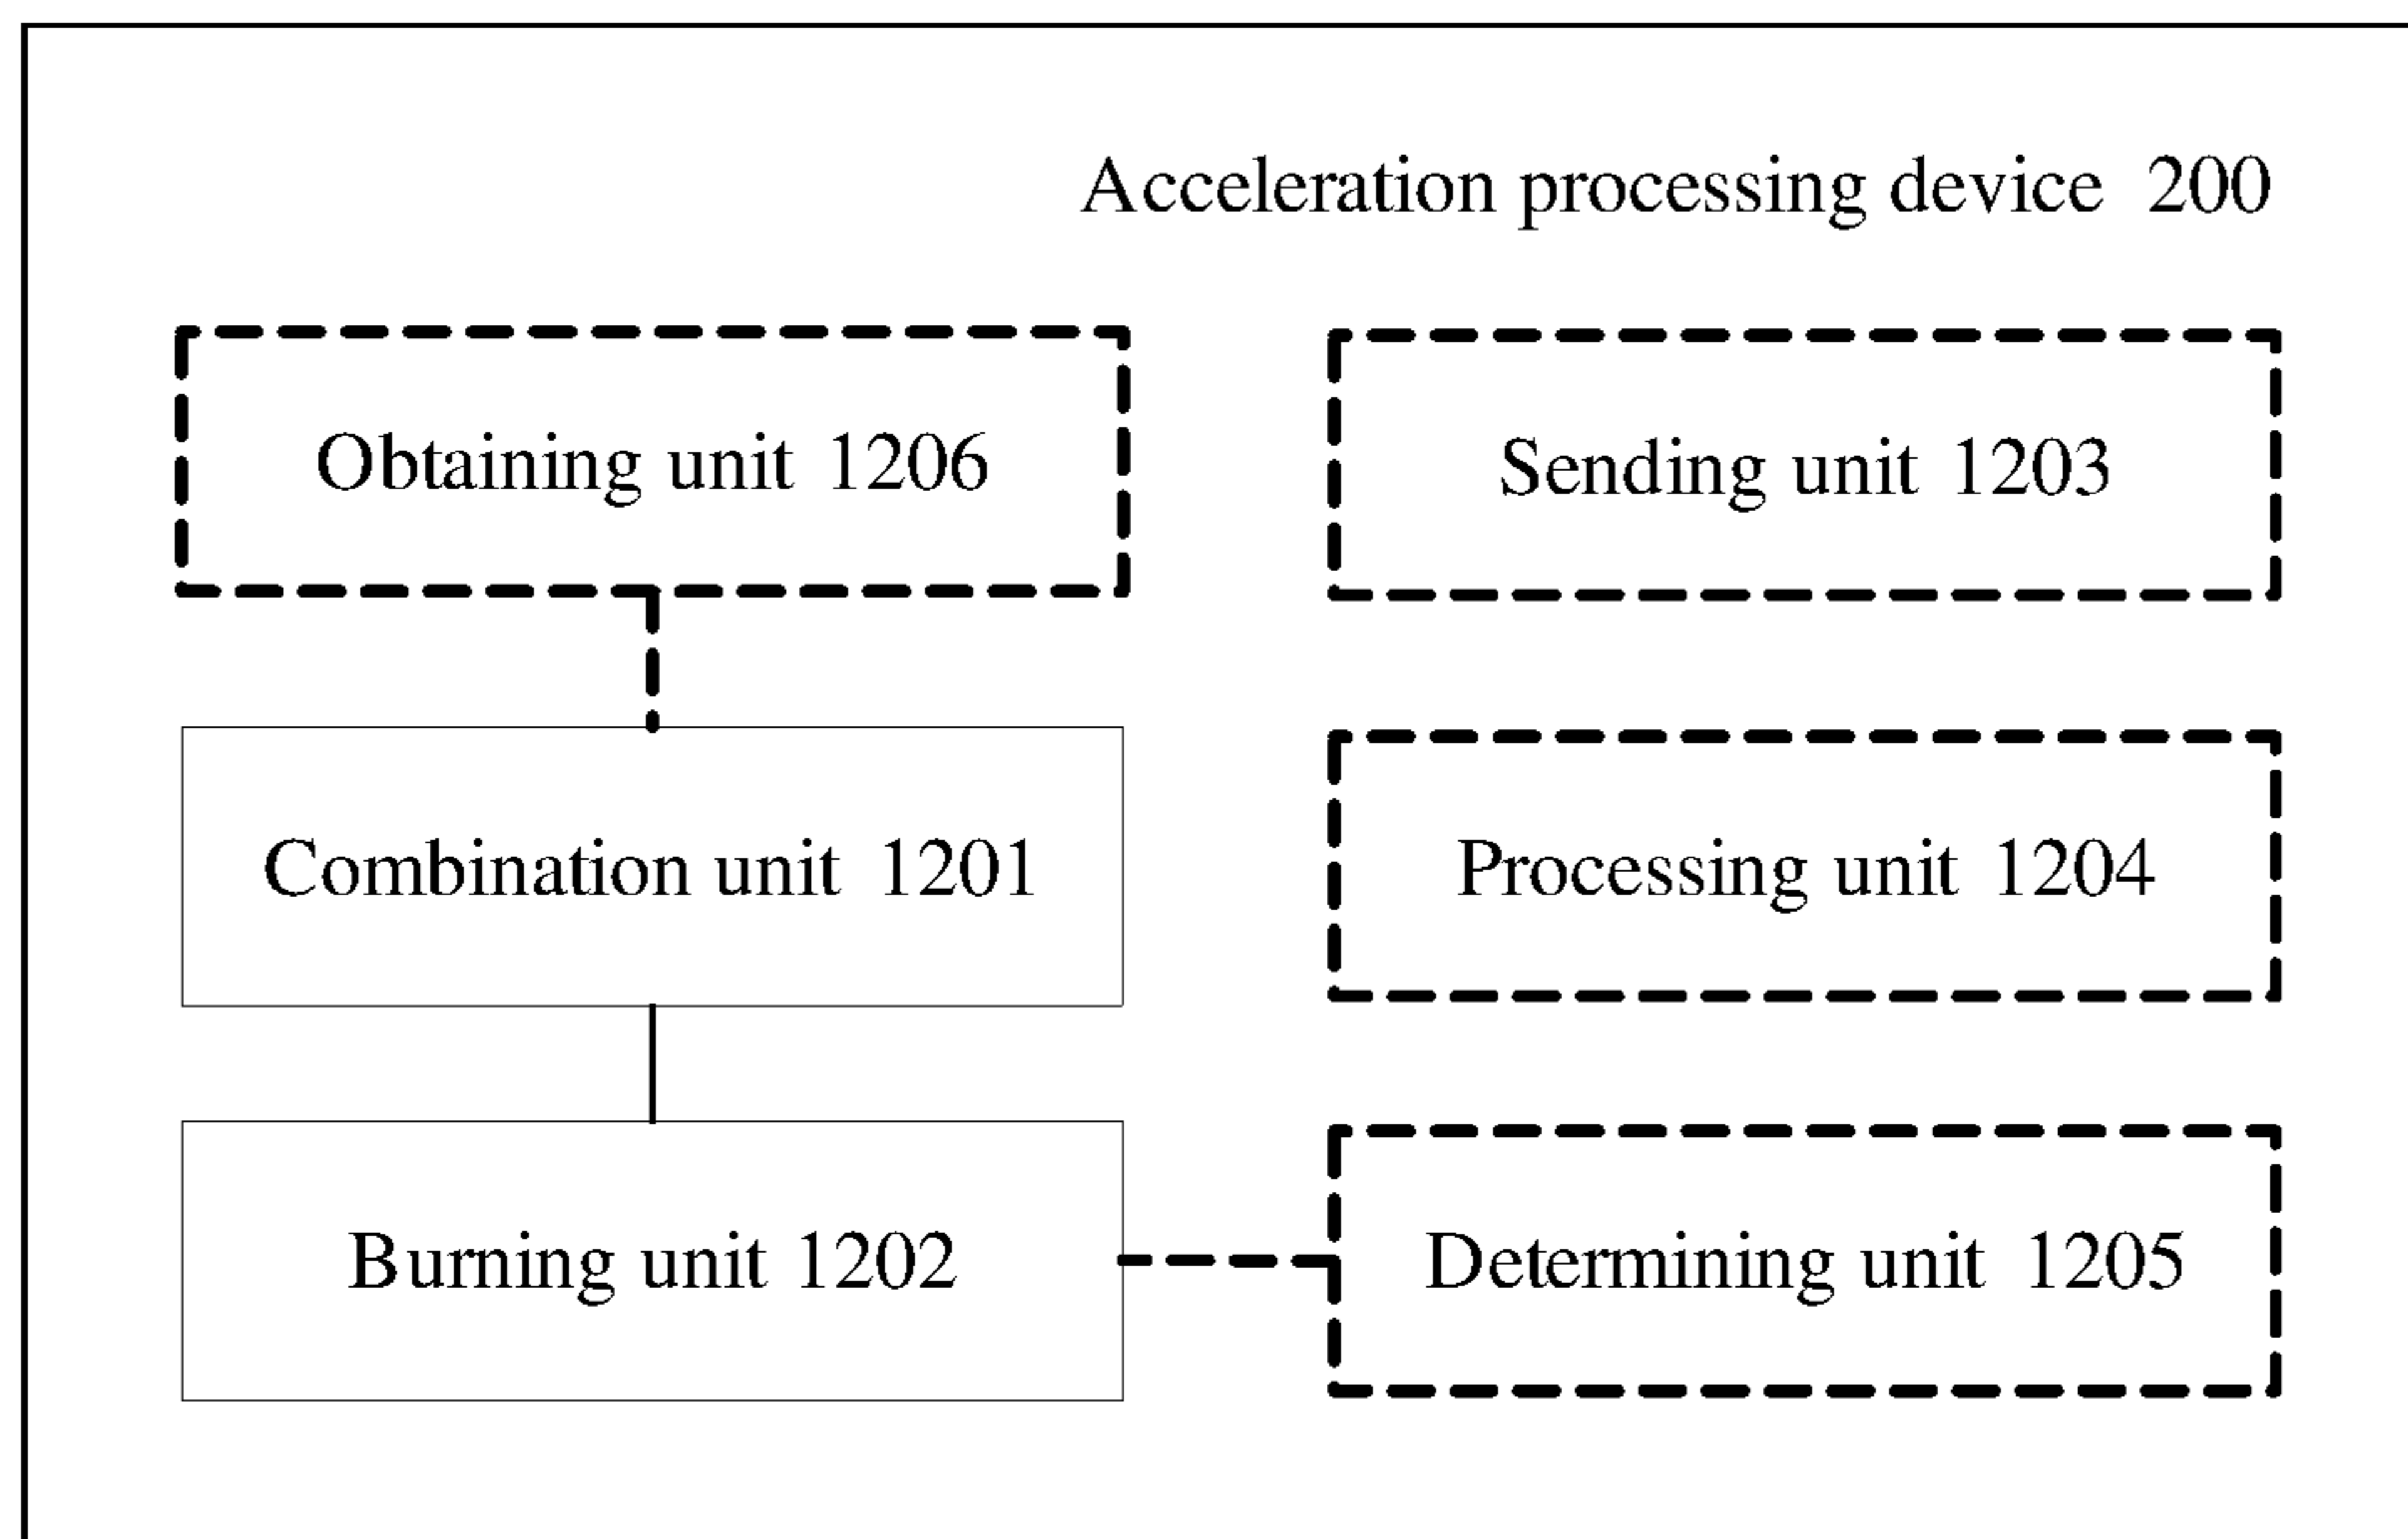 Acceleration processing device 200
Obtaining unit 1206
Sending unit 1203
Combination unit 1201
Processing unit 1204
Burning unit 1202
Determining unit 1205